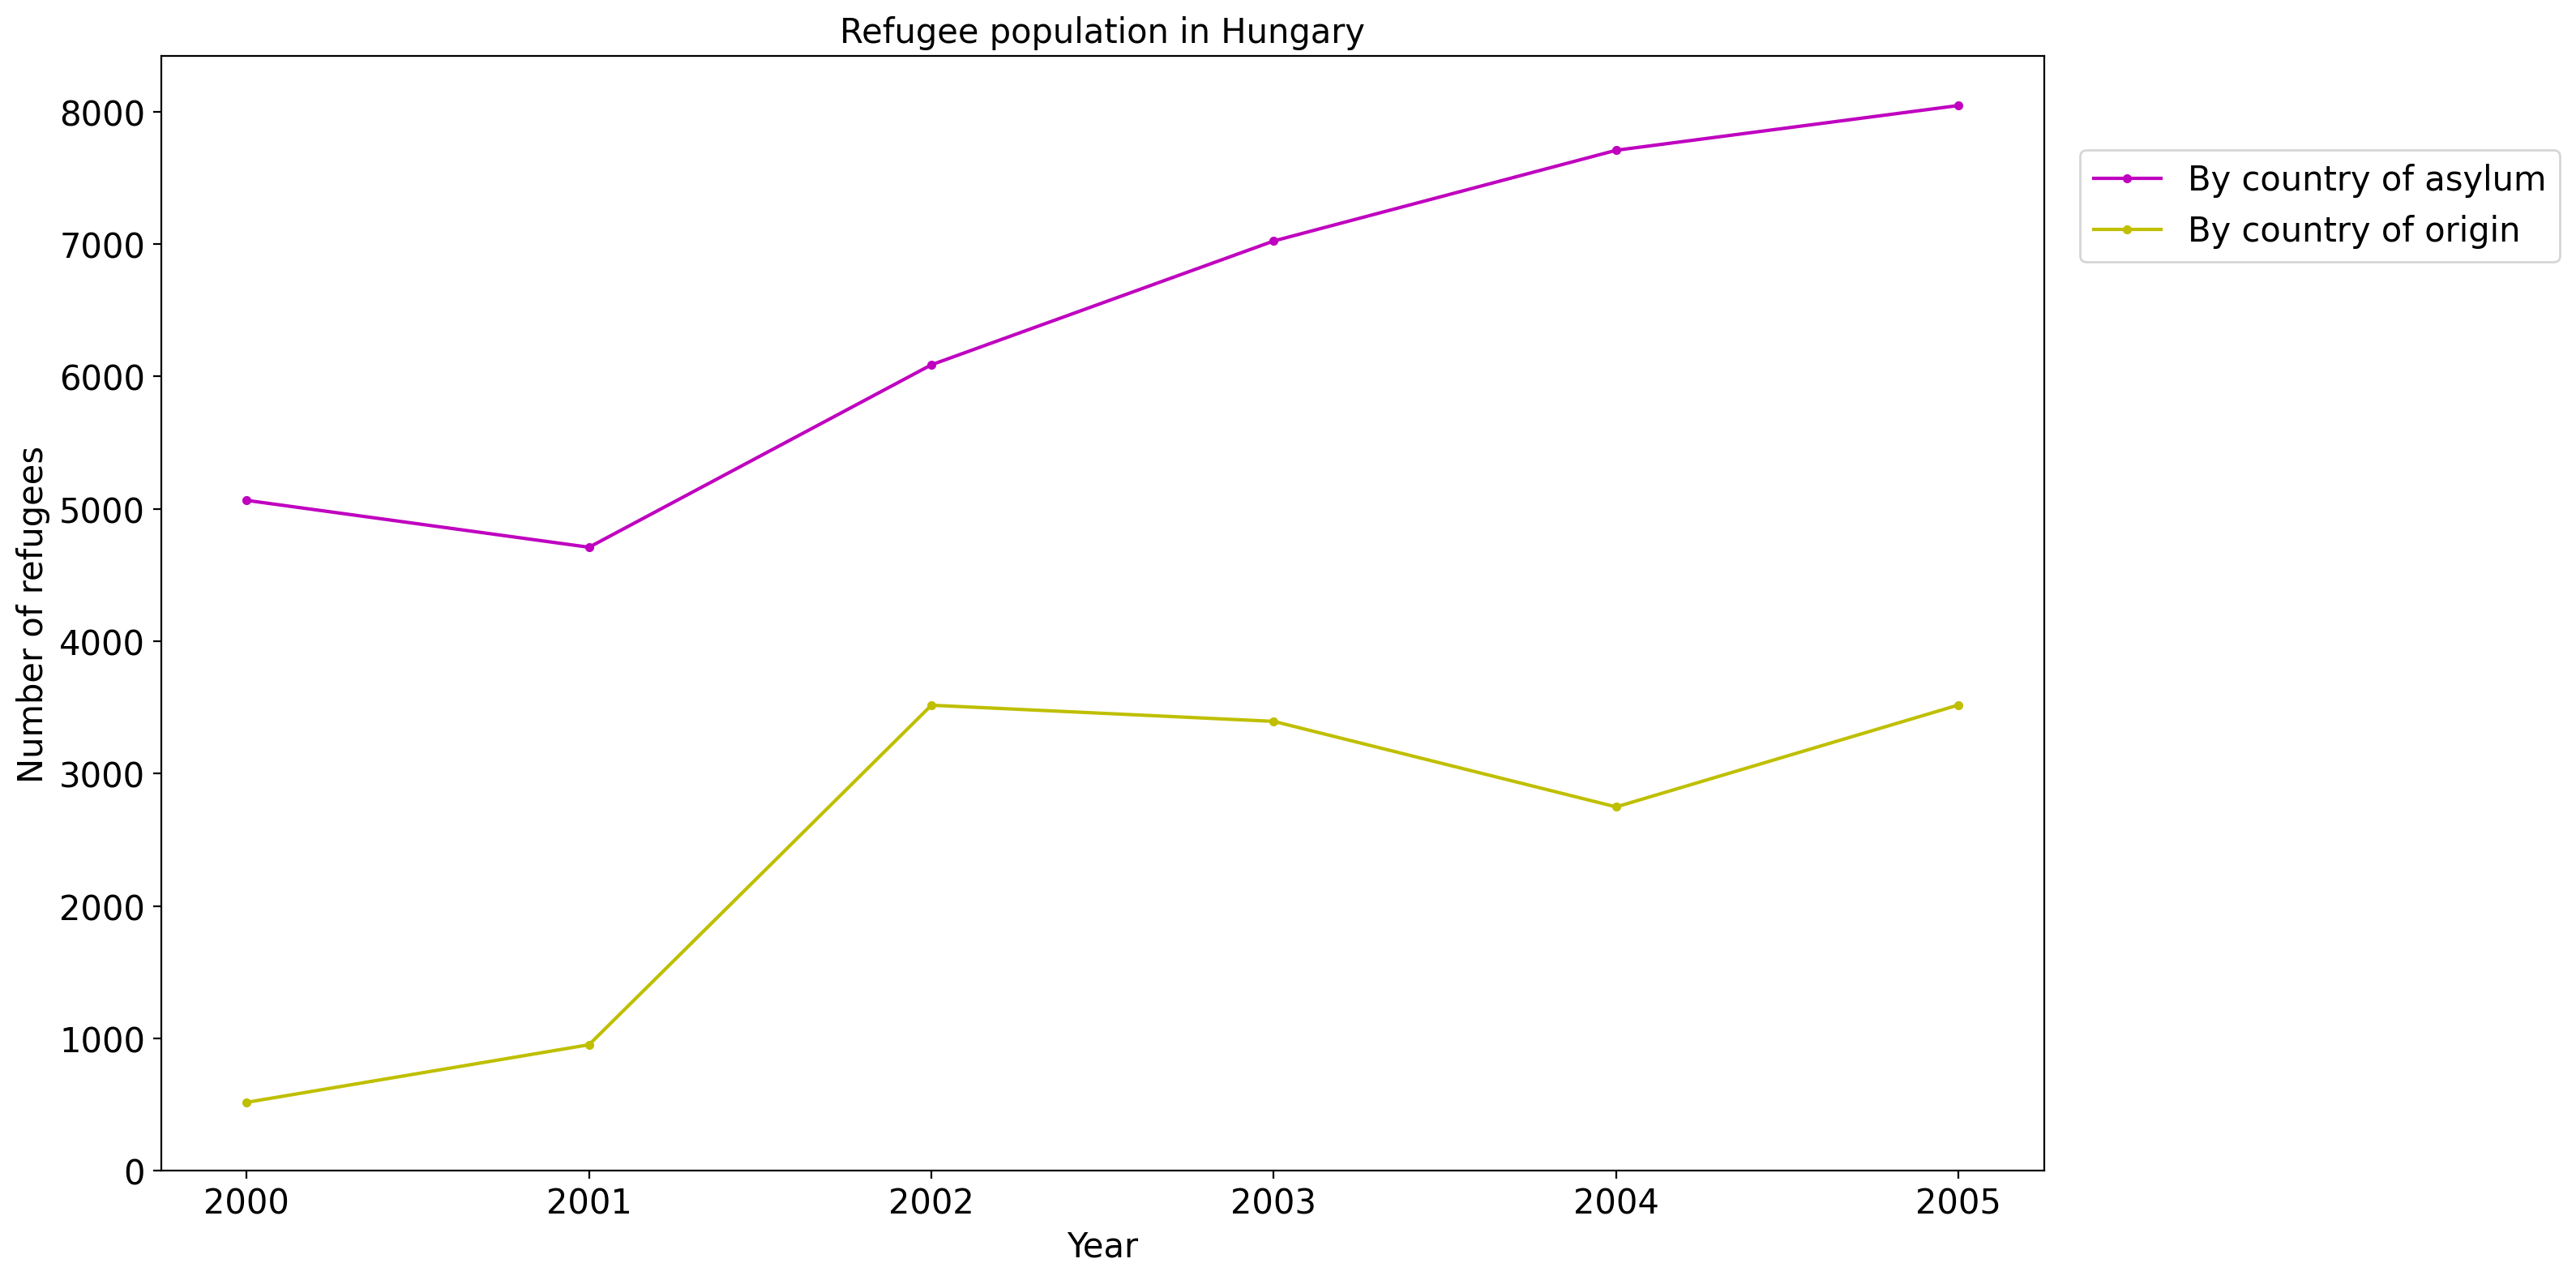 Refugee population in Hungary
Number of refugees
8000
7000
6000
5000
4000
3000
2000
1000
0
2000 2001 2002 2003 2004 2005
Year
By country of asylum
By country of origin